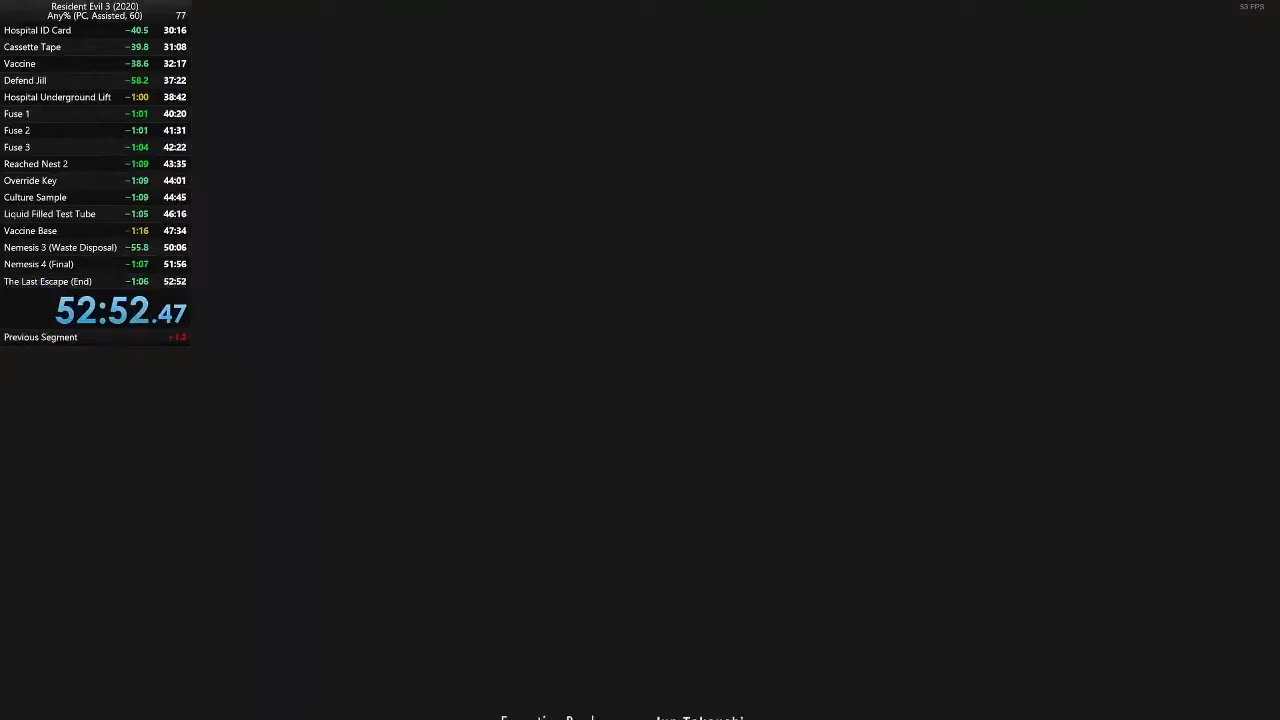 Resident Evil 3 (2020)
Any% (PC, Assisted, 60) 77
53 FPS
Hospital ID Card −40.5 30:16
Cassette Tape −39.8 31:08
Vaccine −38.6 32:17
Defend Jill −58.2 37:22
Hospital Underground Lift −1:00 38:42
Fuse 1 −1:01 40:20
Fuse 2 −1:01 41:31
Fuse 3 −1:04 42:22
Reached Nest 2 −1:09 43:35
Override Key −1:09 44:01
Culture Sample −1:09 44:45
Liquid Filled Test Tube −1:05 46:16
Vaccine Base −1:16 47:34
Nemesis 3 (Waste Disposal) −55.8 50:06
Nemesis 4 (Final) −1:07 51:56
The Last Escape (End) −1:06 52:52
52:52.47
Previous Segment